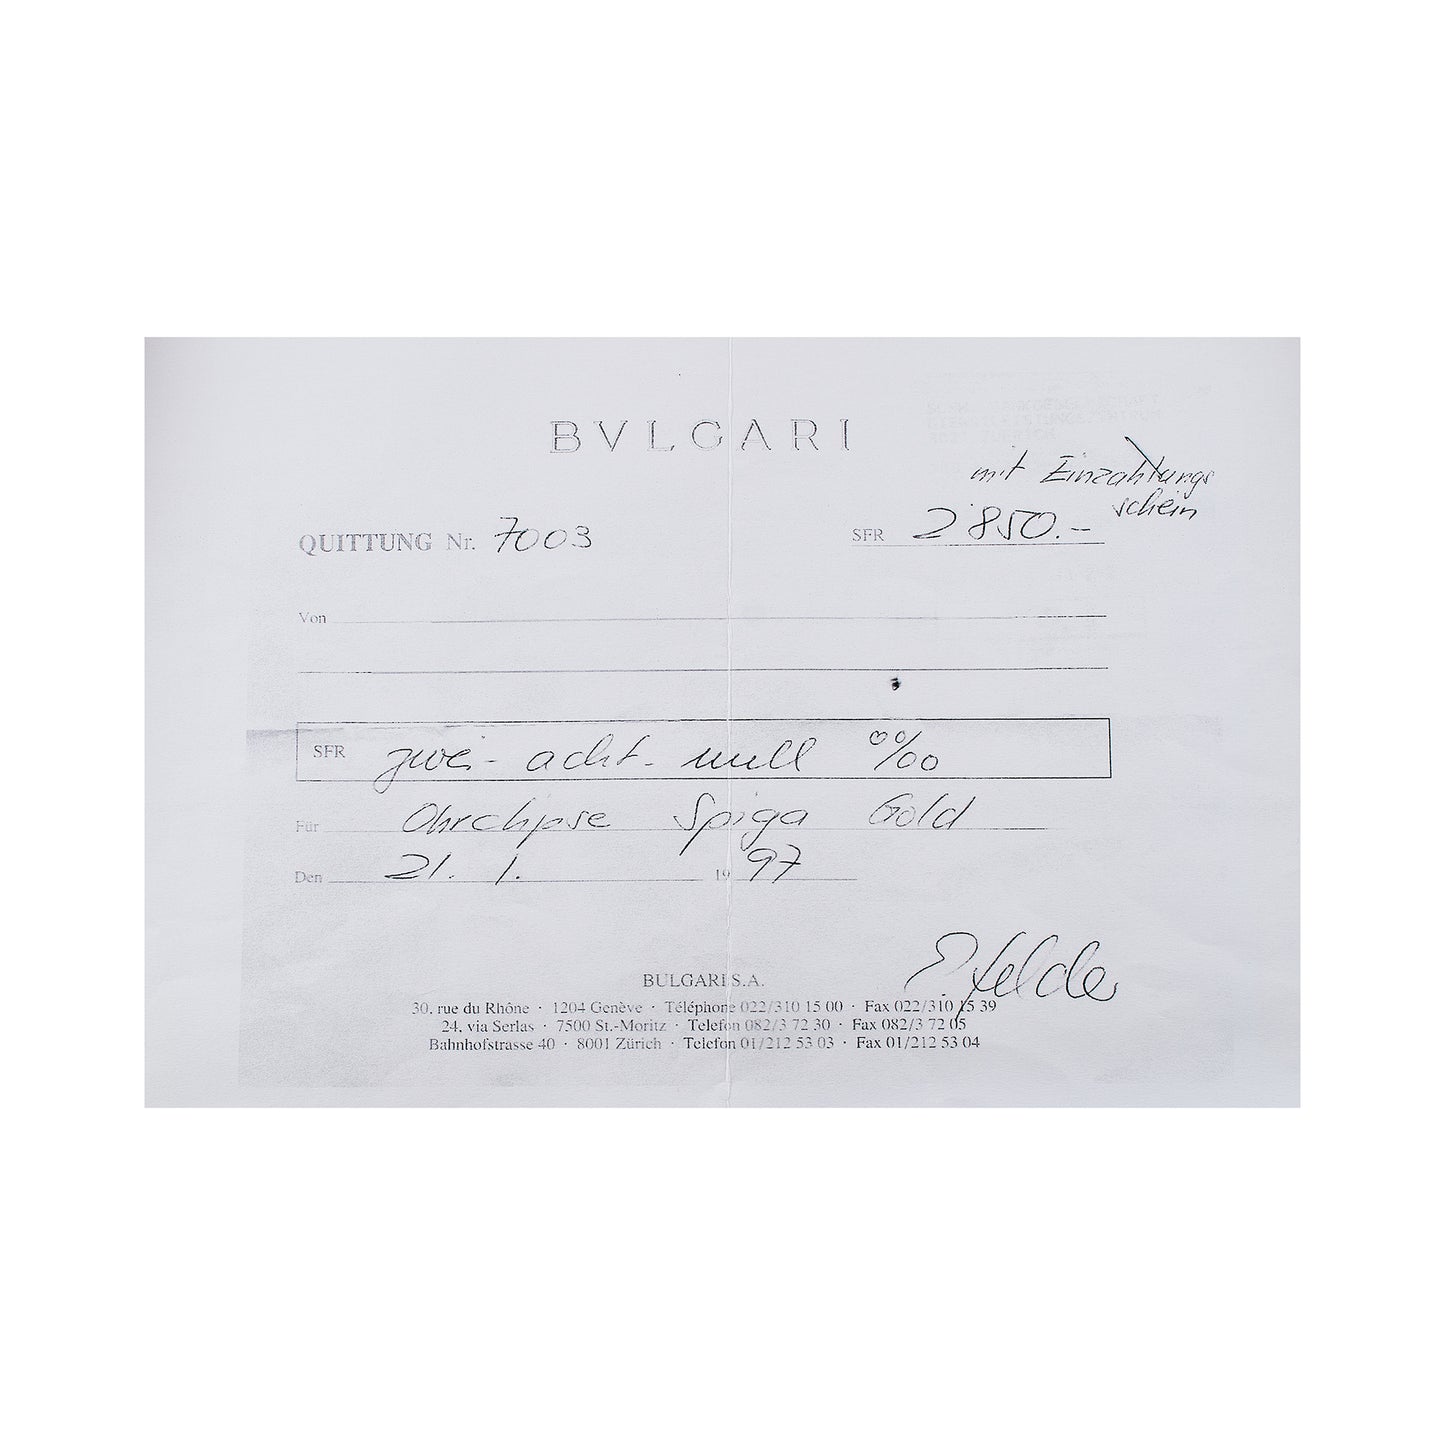 BVLGARI
mit Einzahlungs
schein
QUITTUNG Nr. 7003
SFR 2'850.-
Von
SFR zwei- acht- null 00/00
Für Ohrclipse Spiga Gold
Den 21. 1. 1997
BULGARI S.A.
30, rue du Rhône · 1204 Genève · Téléphone 022/310 15 00 · Fax 022/310 15 39
24, via Serlas · 7500 St.-Moritz · Telefon 082/3 72 30 · Fax 082/3 72 05
Bahnhofstrasse 40 · 8001 Zürich · Telefon 01/212 53 03 · Fax 01/212 53 04